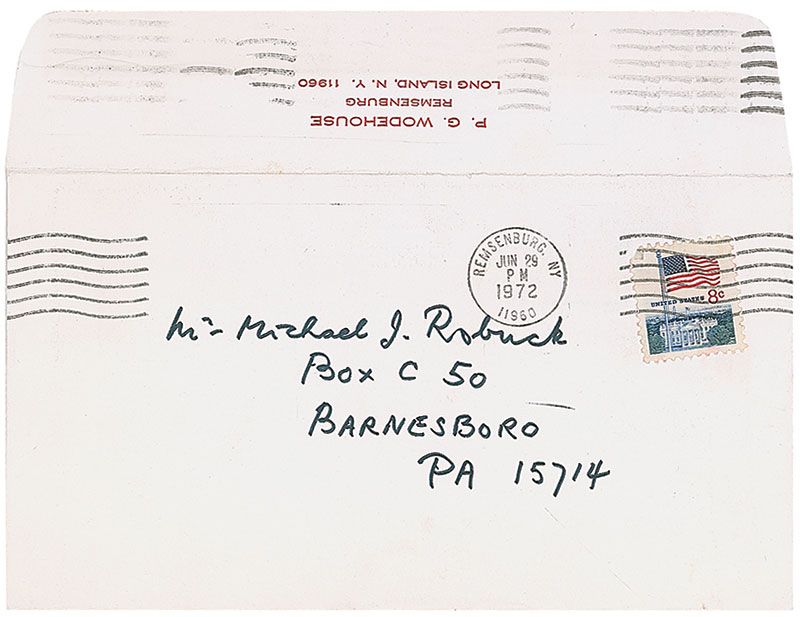 P. G. WODEHOUSE
REMSENBURG
LONG ISLAND, N. Y. 11960
REMSENBURG, NY
JUN 29
PM
1972
11960
UNITED STATES 8c
Mr Michael J. Robuck
Box C 50
BARNESBORO
PA 15714